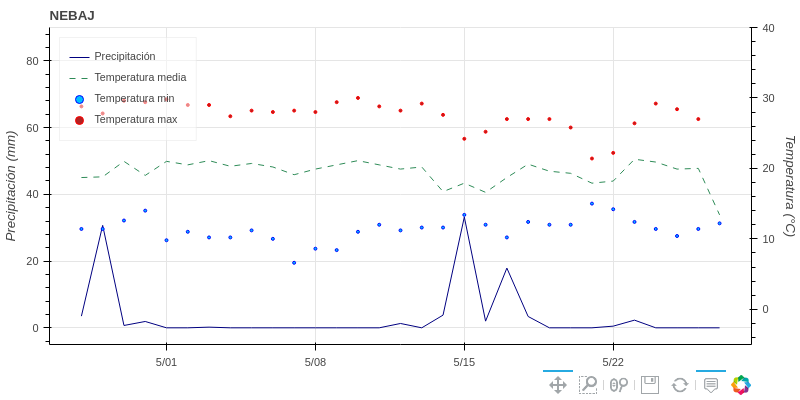 NEBAJ
Precipitación
Temperatura media
Temperatura min
Temperatura max
Precipitación (mm)
80
60
40
20
0
Temperatura (°C)
40
30
20
10
0
5/01
5/08
5/15
5/22